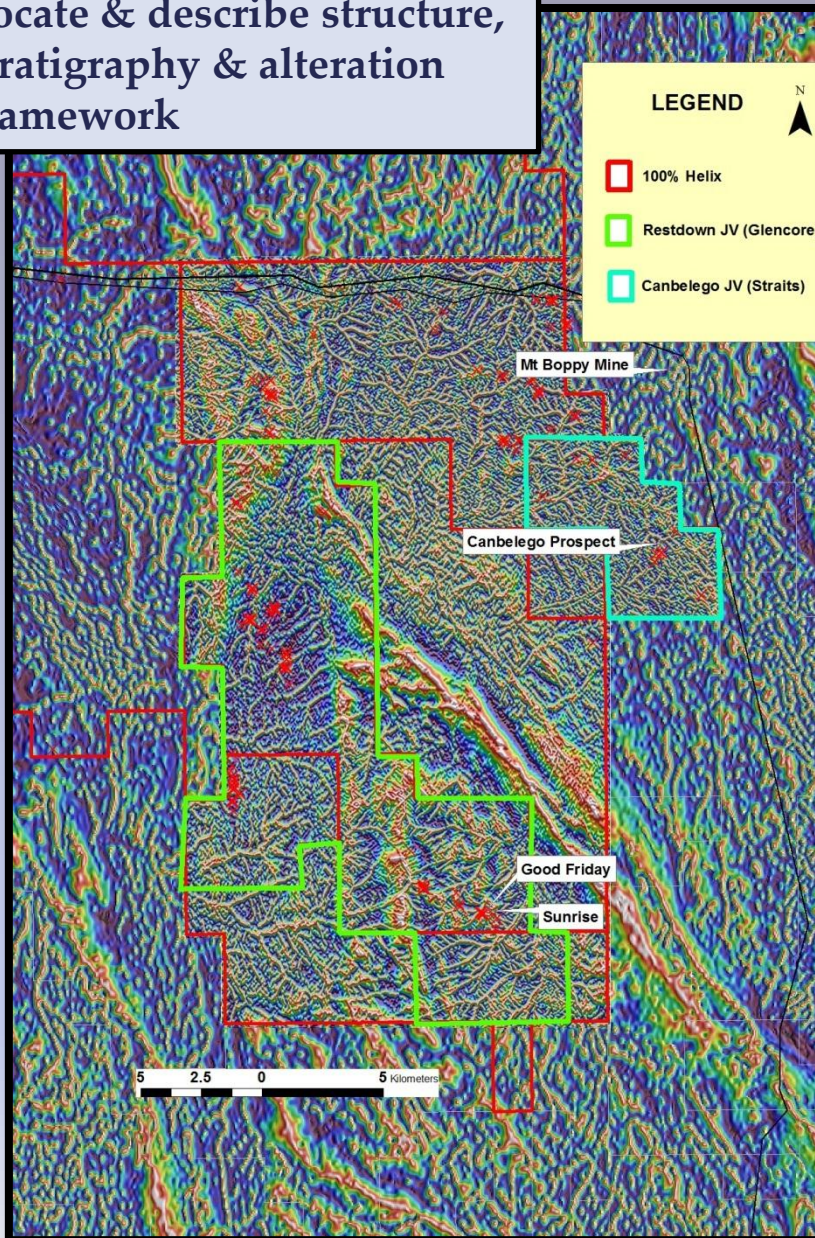 ocate & describe structure,
ratigraphy & alteration
amework
LEGEND
N
100% Helix
Restdown JV (Glencore
Canbelego JV (Straits)
Mt Boppy Mine
Canbelego Prospect
Good Friday
Sunrise
5 2.5 0 5 Kilometers